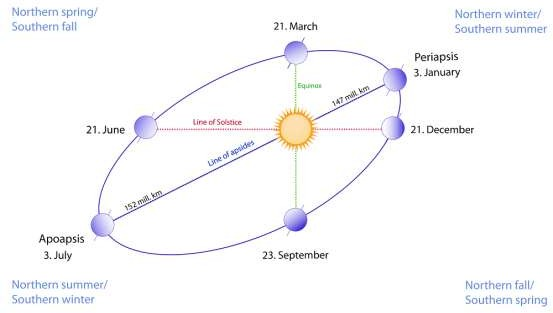 Northern spring/
Southern fall
21. March
Northern winter/
Southern summer
Periapsis
3. January
147 mill. km
Equinox
21. June
Line of Solstice
21. December
Line of apsides
152 mill. km
Apoapsis
3. July
23. September
Northern summer/
Southern winter
Northern fall/
Southern spring